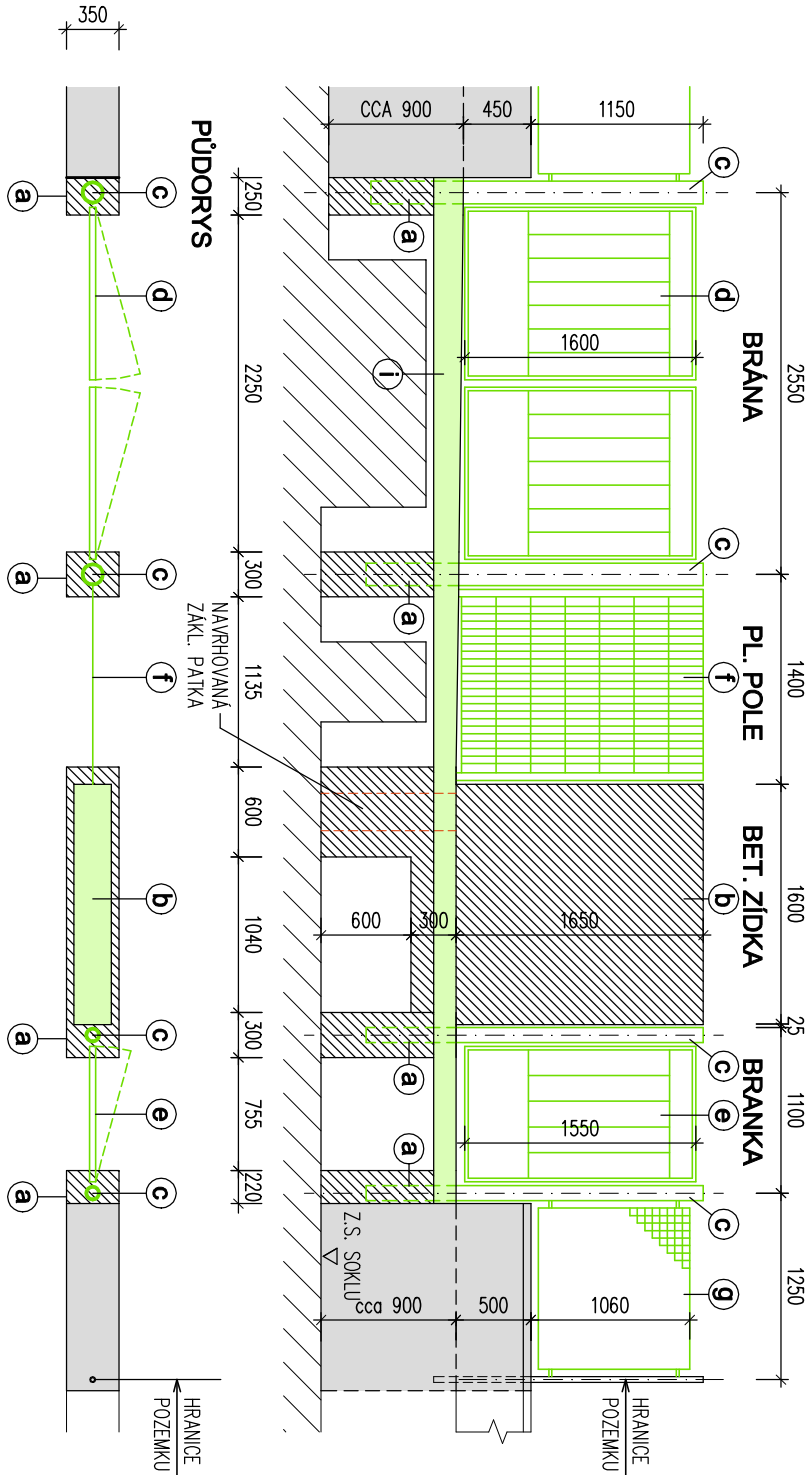 2550
1400
1600
25
1100
1250
BRÁNA
PL. POLE
BET. ZÍDKA
BRANKA
c
d
c
f
b
c
e
c
g
1150
450
CCA 900
1600
1650
300
600
1550
1060
500
cca 900
HRANICE
POZEMKU
i
a
a
a
a
Z.S. SOKLU
NAVRHOVANÁ
ZÁKL. PATKA
250
2250
300
1135
600
1040
300
755
220
PŮDORYS
c
d
c
f
b
c
e
c
HRANICE
POZEMKU
350
a
a
a
a